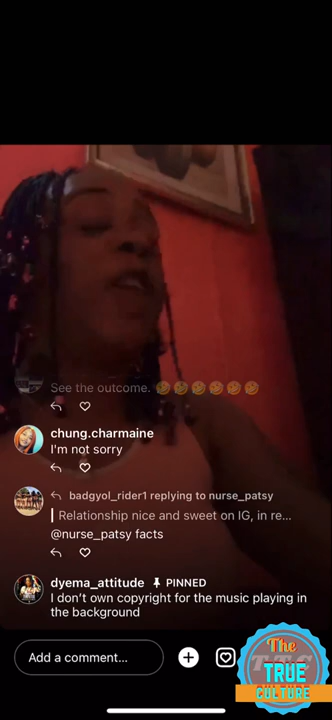 See the outcome. 🤣🤣🤣🤣🤣🤣
chung.charmaine
I'm not sorry
badgyol_rider1 replying to nurse_patsy
Relationship nice and sweet on IG, in re...
@nurse_patsy facts
dyema_attitude PINNED
I don't own copyright for the music playing in
the background
Add a comment...
The
TRUE
CULTURE